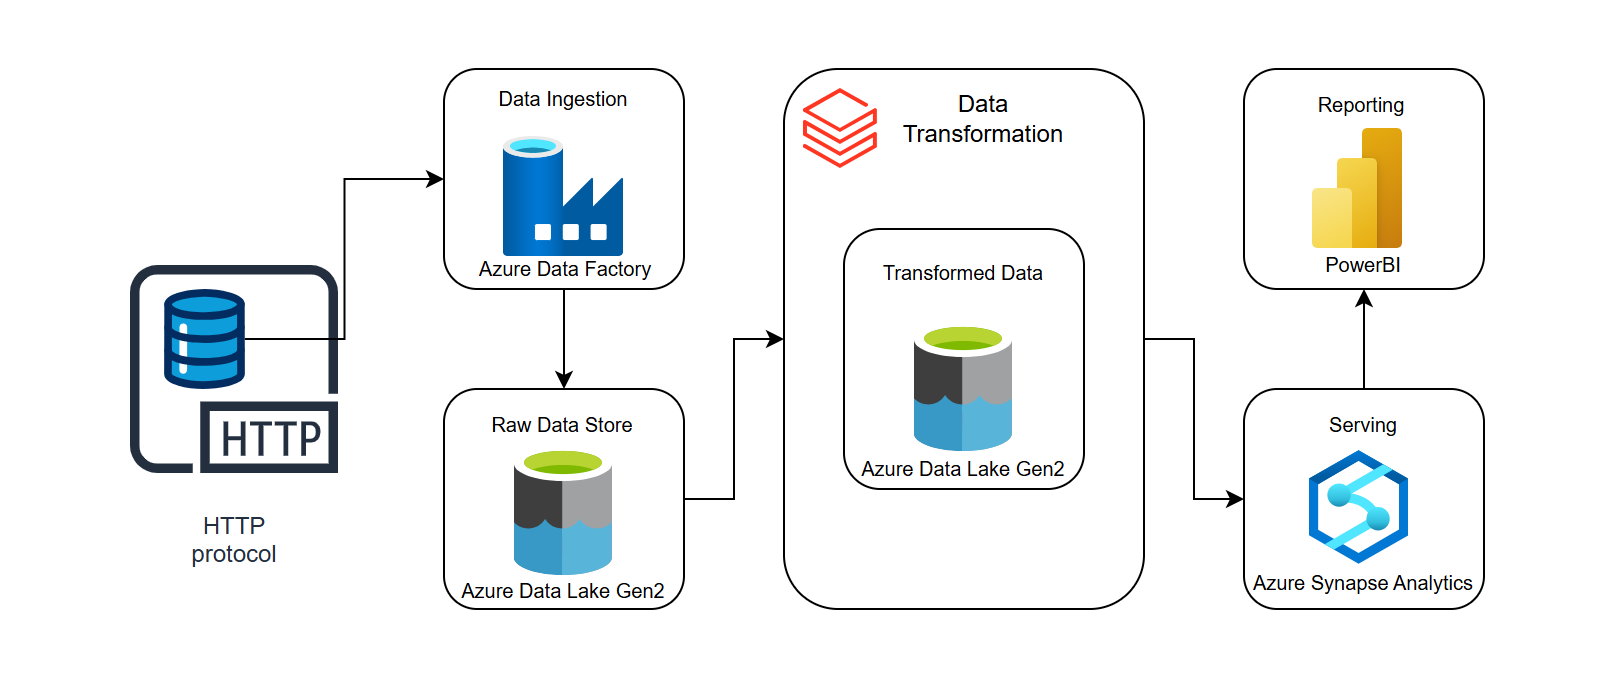 HTTP
HTTP
protocol
Data Ingestion
Azure Data Factory
Raw Data Store
Azure Data Lake Gen2
Data
Transformation
Transformed Data
Azure Data Lake Gen2
Serving
Azure Synapse Analytics
Reporting
PowerBI